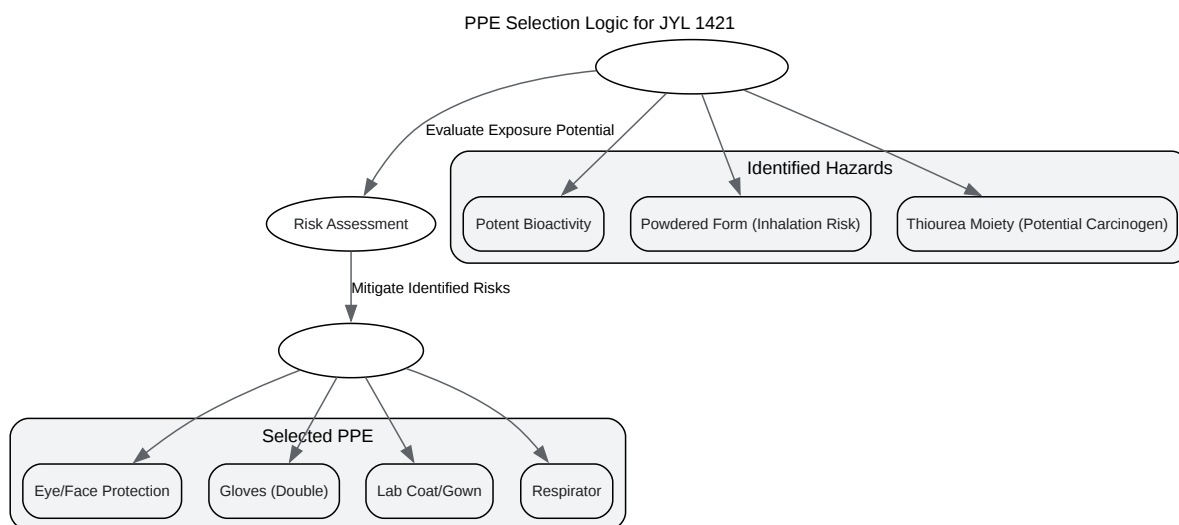 PPE Selection Logic for JYL 1421
Evaluate Exposure Potential
Identified Hazards
Potent Bioactivity
Powdered Form (Inhalation Risk)
Thiourea Moiety (Potential Carcinogen)
Risk Assessment
Mitigate Identified Risks
Selected PPE
Eye/Face Protection
Gloves (Double)
Lab Coat/Gown
Respirator